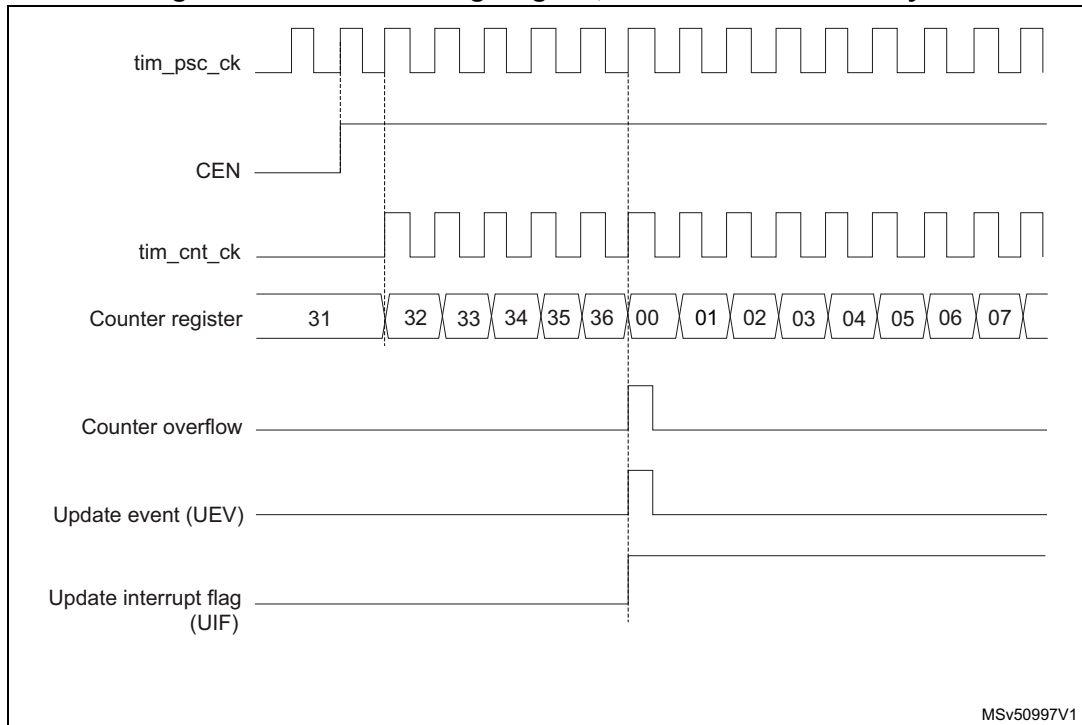 tim_psc_ck
CEN
tim_cnt_ck
Counter register 31 32 33 34 35 36 00 01 02 03 04 05 06 07
Counter overflow
Update event (UEV)
Update interrupt flag
(UIF)
MSv50997V1